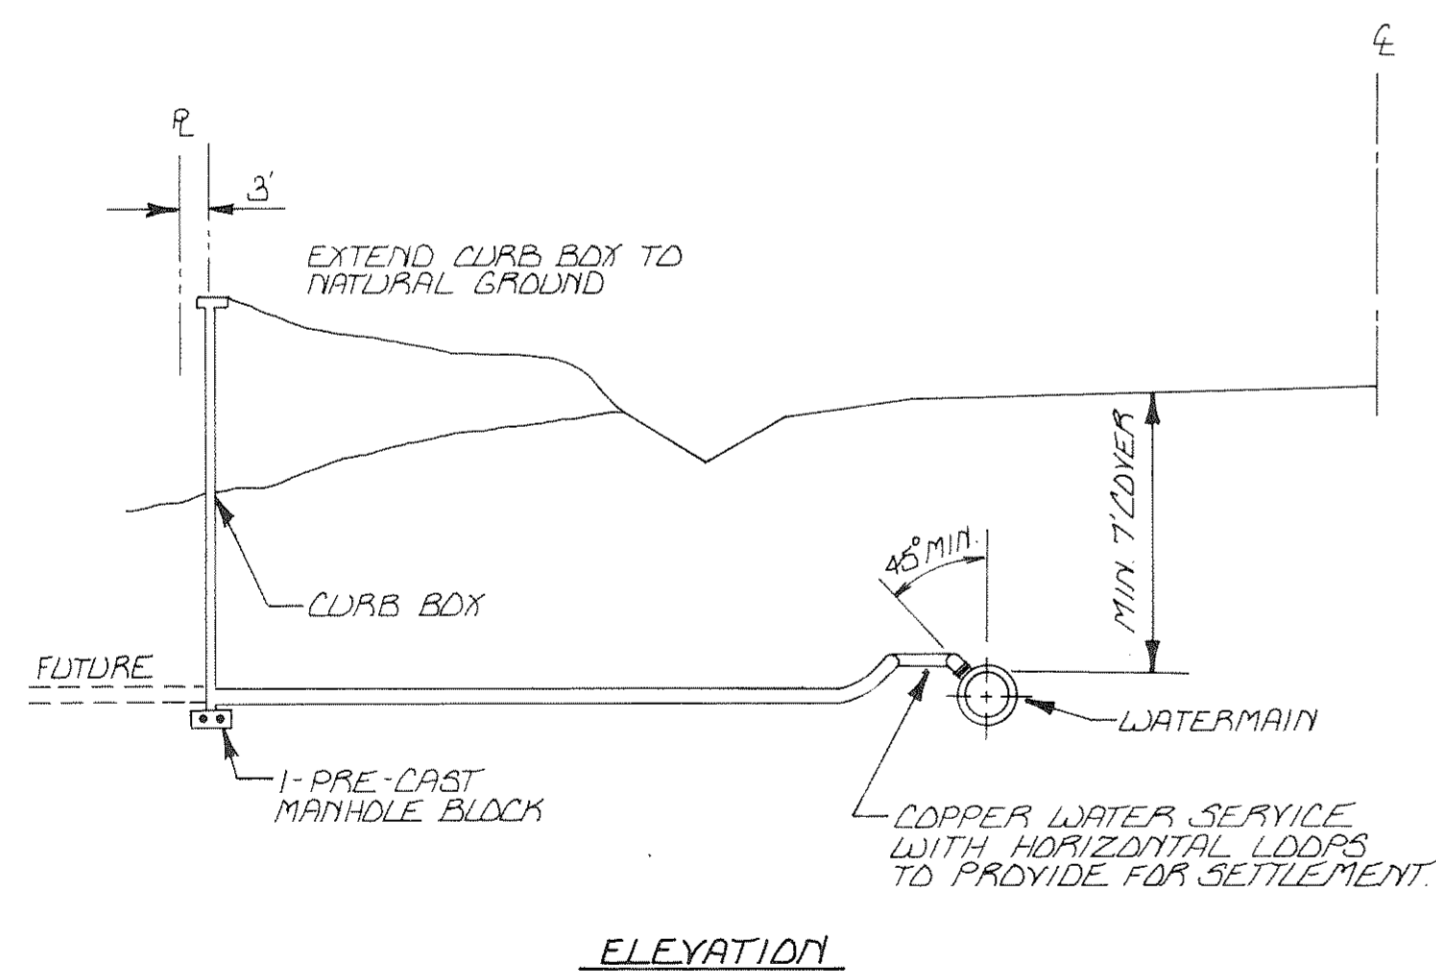 ℄
℞
3'
EXTEND CURB BOX TO
NATURAL GROUND
MIN. 7' COVER
45° MIN.
CURB BOX
FUTURE
WATERMAIN
1-PRE-CAST
MANHOLE BLOCK
COPPER WATER SERVICE
WITH HORIZONTAL LOOPS
TO PROVIDE FOR SETTLEMENT.
ELEVATION